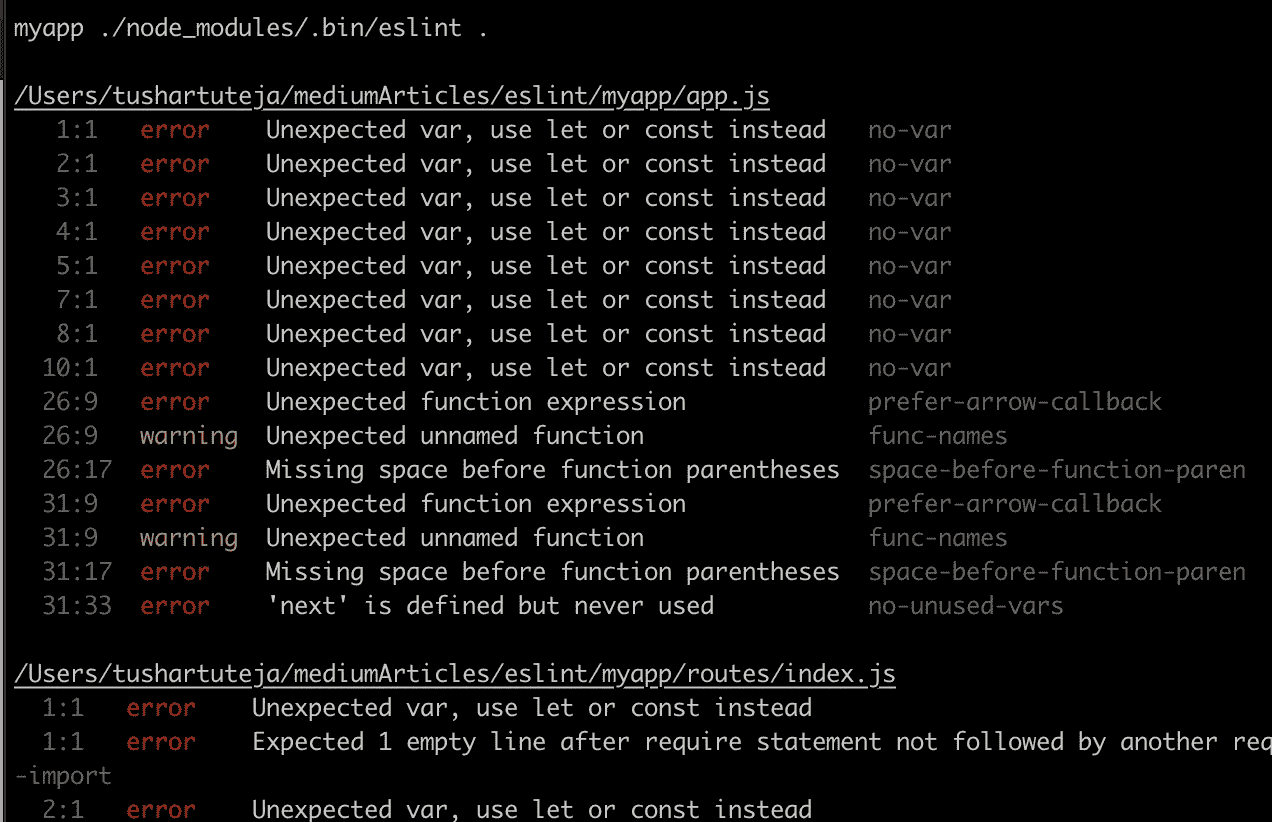 myapp ./node_modules/.bin/eslint .
/Users/tushartuteja/mediumArticles/eslint/myapp/app.js
1:1 error Unexpected var, use let or const instead no-var
2:1 error Unexpected var, use let or const instead no-var
3:1 error Unexpected var, use let or const instead no-var
4:1 error Unexpected var, use let or const instead no-var
5:1 error Unexpected var, use let or const instead no-var
7:1 error Unexpected var, use let or const instead no-var
8:1 error Unexpected var, use let or const instead no-var
10:1 error Unexpected var, use let or const instead no-var
26:9 error Unexpected function expression prefer-arrow-callback
26:9 warning Unexpected unnamed function func-names
26:17 error Missing space before function parentheses space-before-function-paren
31:9 error Unexpected function expression prefer-arrow-callback
31:9 warning Unexpected unnamed function func-names
31:17 error Missing space before function parentheses space-before-function-paren
31:33 error 'next' is defined but never used no-unused-vars
/Users/tushartuteja/mediumArticles/eslint/myapp/routes/index.js
1:1 error Unexpected var, use let or const instead
1:1 error Expected 1 empty line after require statement not followed by another req
-import
2:1 error Unexpected var, use let or const instead